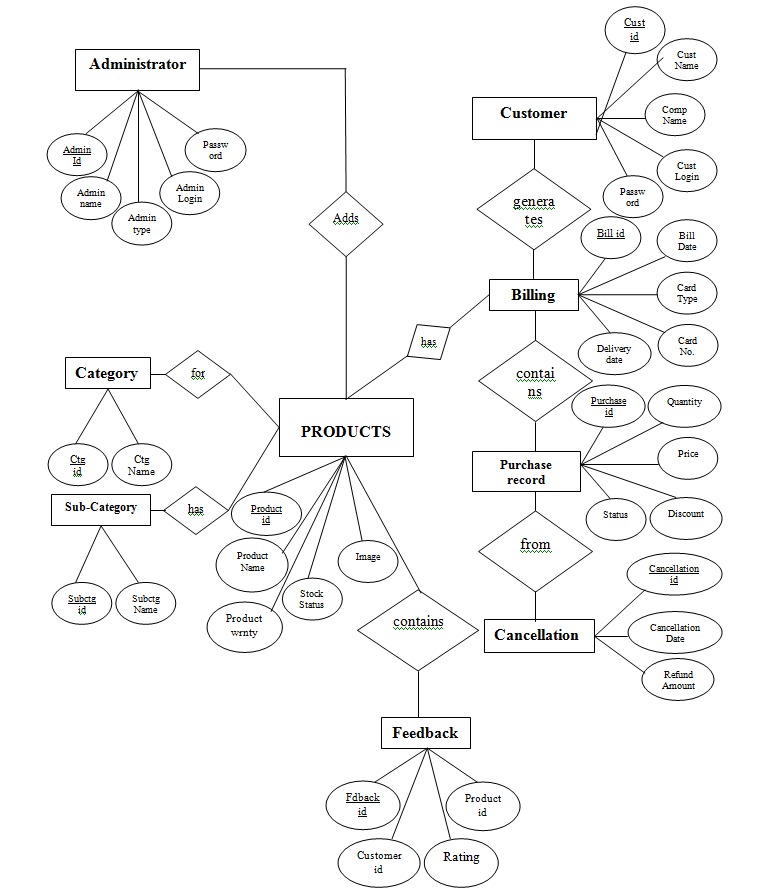 Administrator
Admin
Id
Admin
name
Admin
type
Admin
Login
Passw
ord
Adds
Customer
Cust
id
Cust
Name
Comp
Name
Cust
Login
Passw
ord
genera
tes
Billing
Bill id
Bill
Date
Card
Type
Card
No.
Delivery
date
has
contai
ns
Category
for
Ctg
id
Ctg
Name
PRODUCTS
Sub-Category
has
Subctg
id
Subctg
Name
Product
id
Product
Name
Product
wrnty
Stock
Status
Image
Purchase
record
Purchase
id
Quantity
Price
Discount
Status
from
Cancellation
Cancellation
id
Cancellation
Date
Refund
Amount
contains
Feedback
Fdback
id
Customer
id
Rating
Product
id